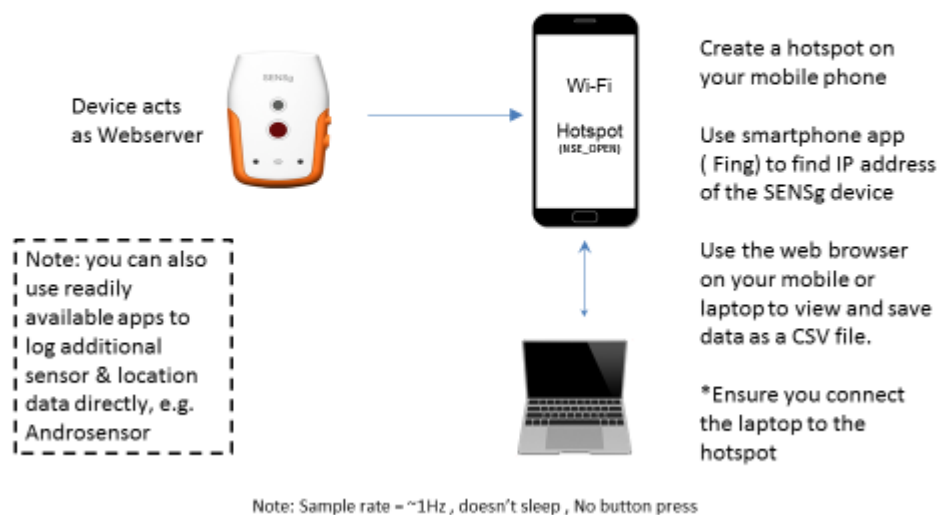 Device acts
as Webserver
SENSg
Wi-Fi
Hotspot
(NSE_OPEN)
Create a hotspot on
your mobile phone
Use smartphone app
( Fing) to find IP address
of the SENSg device
Use the web browser
on your mobile or
laptop to view and save
data as a CSV file.
*Ensure you connect
the laptop to the
hotspot
Note: you can also
use readily
available apps to
log additional
sensor & location
data directly, e.g.
Androsensor
Note: Sample rate = ~1Hz , doesn't sleep , No button press